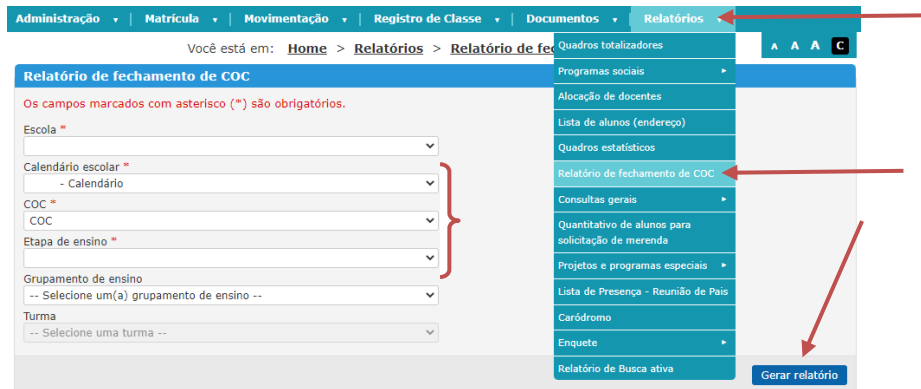 Administração | Matrícula | Movimentação | Registro de Classe | Documentos | Relatórios
Você está em: Home > Relatórios > Relatório de fec
A A A C
Relatório de fechamento de COC
Os campos marcados com asterisco (*) são obrigatórios.
Escola *
Calendário escolar *
- Calendário
COC *
COC
Etapa de ensino *
Grupamento de ensino
-- Selecione um(a) grupamento de ensino --
Turma
-- Selecione uma turma --
Quadros totalizadores
Programas sociais
Alocação de docentes
Lista de alunos (endereço)
Quadros estatísticos
Relatório de fechamento de COC
Consultas gerais
Quantitativo de alunos para
solicitação de merenda
Projetos e programas especiais
Lista de Presença - Reunião de Pais
Caródromo
Enquete
Relatório de Busca ativa
Gerar relatório